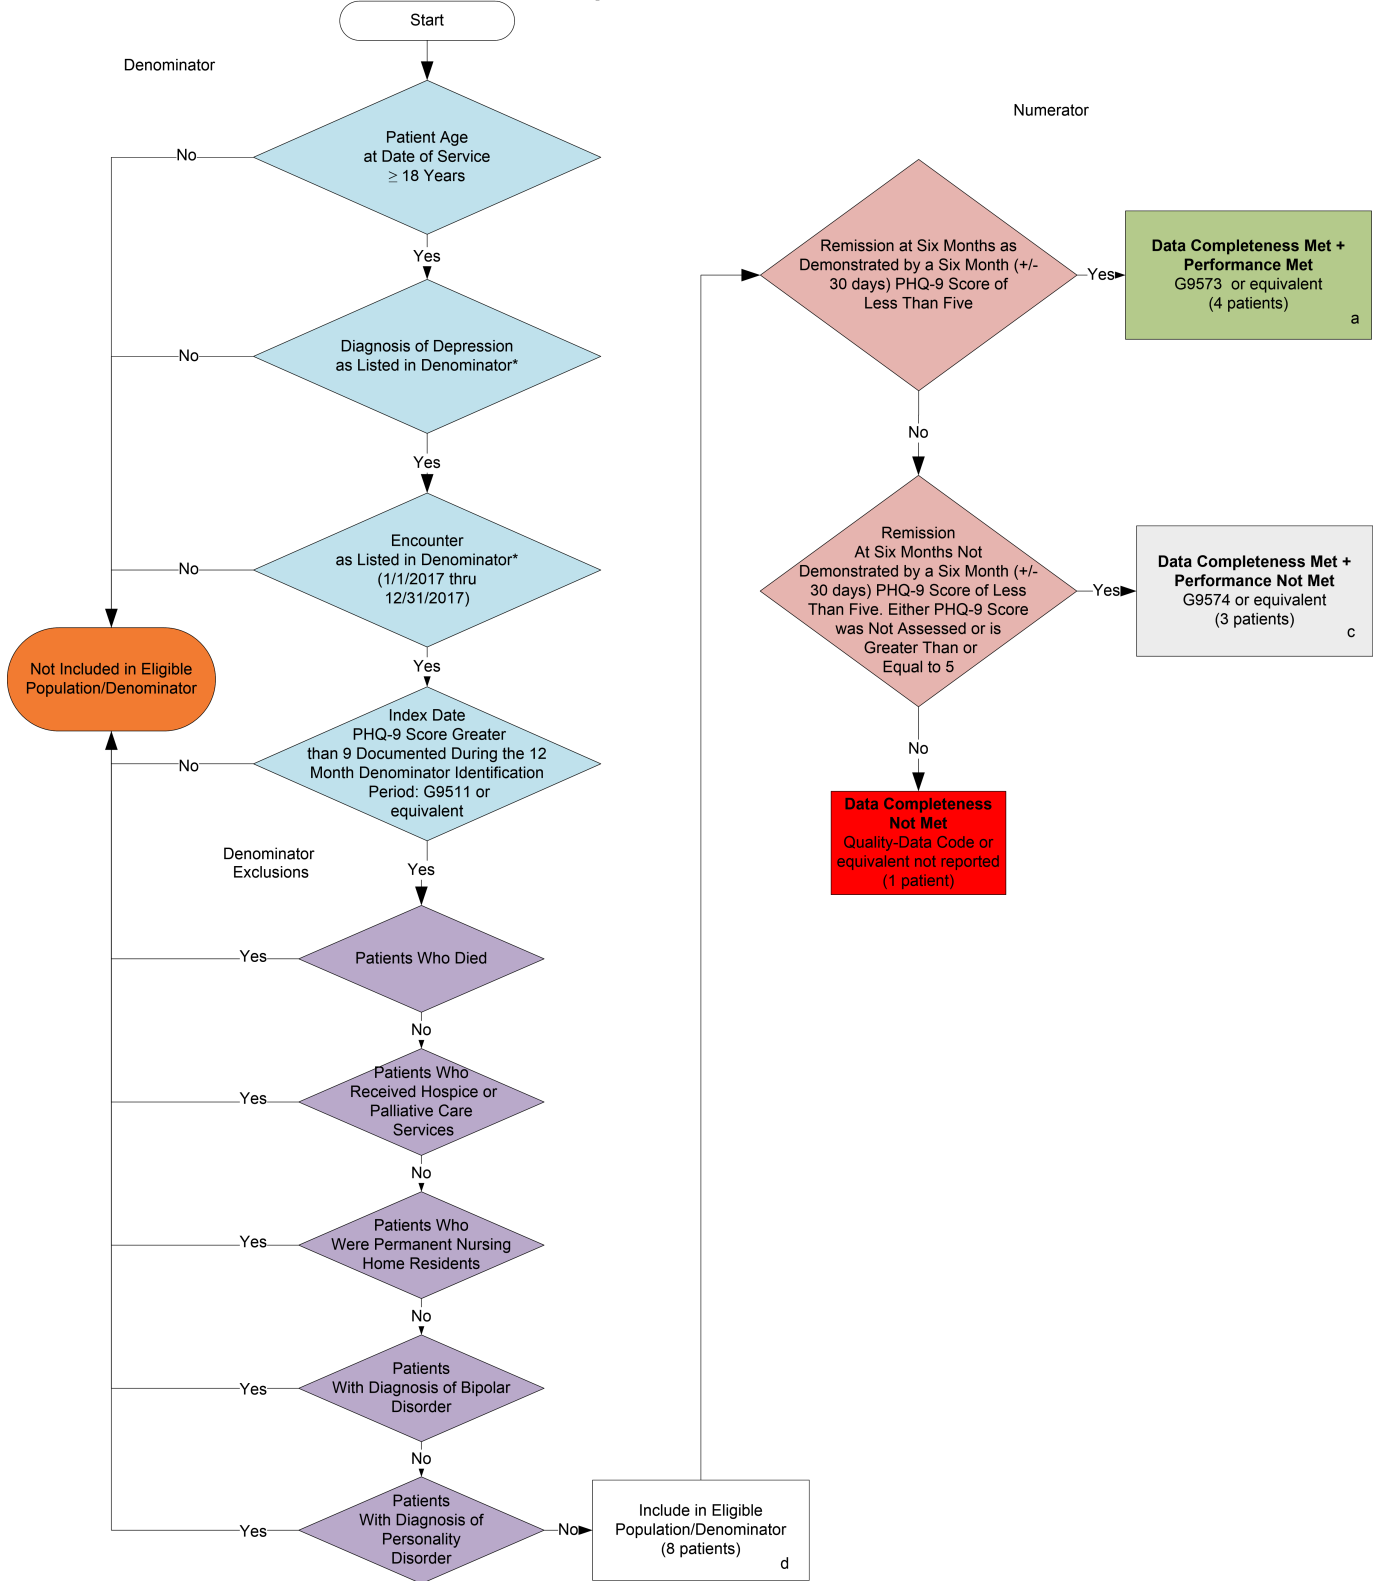 Start
Denominator
Patient Age
at Date of Service
≥ 18 Years
No
Yes
Diagnosis of Depression
as Listed in Denominator*
No
Yes
Encounter
as Listed in Denominator*
(1/1/2017 thru
12/31/2017)
No
Yes
Not Included in Eligible
Population/Denominator
Index Date
PHQ-9 Score Greater
than 9 Documented During the 12
Month Denominator Identification
Period: G9511 or
equivalent
No
Yes
Denominator
Exclusions
Patients Who Died
Yes
No
Patients Who
Received Hospice or
Palliative Care
Services
Yes
No
Patients Who
Were Permanent Nursing
Home Residents
Yes
No
Patients
With Diagnosis of Bipolar
Disorder
Yes
No
Patients
With Diagnosis of
Personality
Disorder
Yes
No
Include in Eligible
Population/Denominator
(8 patients)
d
Numerator
Remission at Six Months as
Demonstrated by a Six Month (+/-
30 days) PHQ-9 Score of
Less Than Five
Yes
Data Completeness Met +
Performance Met
G9573 or equivalent
(4 patients)
a
No
Remission
At Six Months Not
Demonstrated by a Six Month (+/-
30 days) PHQ-9 Score of Less
Than Five. Either PHQ-9 Score
was Not Assessed or is
Greater Than or
Equal to 5
Yes
Data Completeness Met +
Performance Not Met
G9574 or equivalent
(3 patients)
c
No
Data Completeness
Not Met
Quality-Data Code or
equivalent not reported
(1 patient)